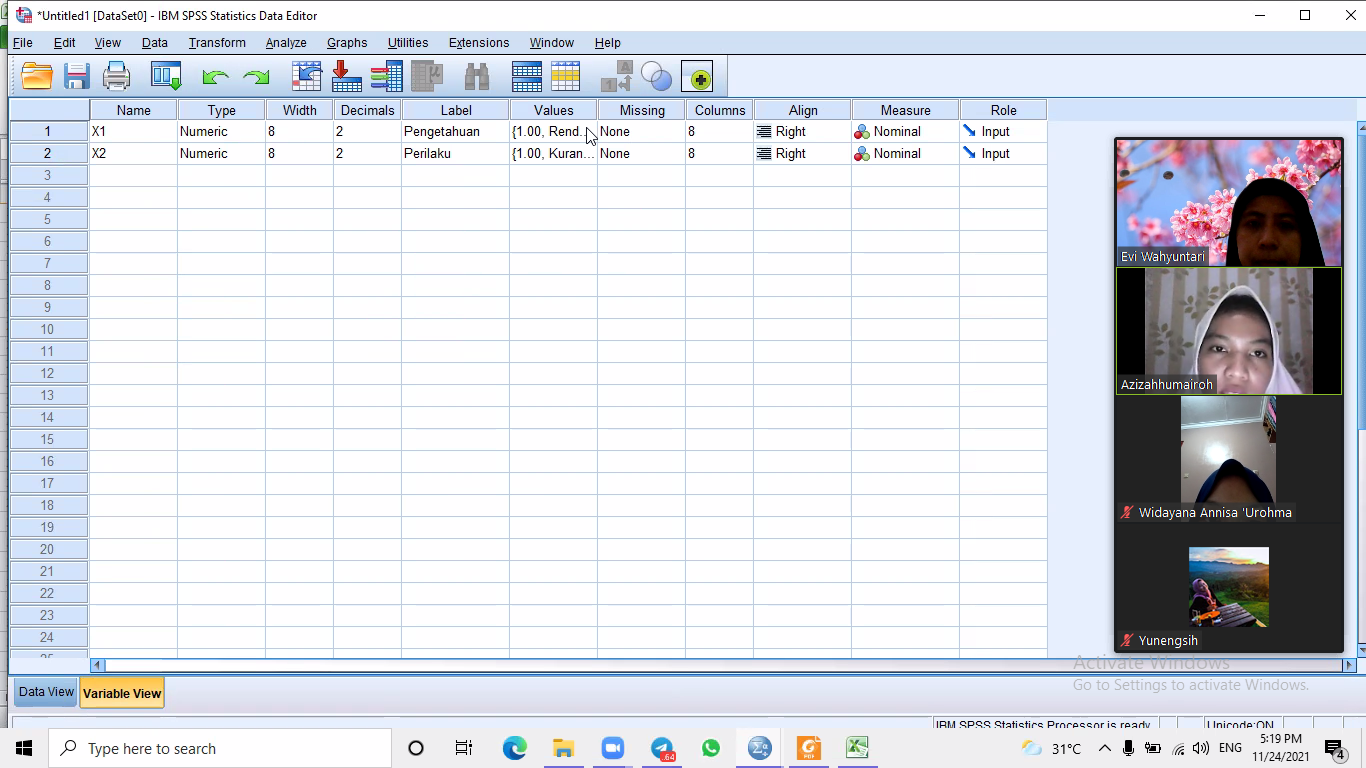 *Untitled1 [DataSet0] - IBM SPSS Statistics Data Editor
File Edit View Data Transform Analyze Graphs Utilities Extensions Window Help
Name Type Width Decimals Label Values Missing Columns Align Measure Role
1 X1 Numeric 8 2 Pengetahuan {1.00, Rend... None 8 Right Nominal Input
2 X2 Numeric 8 2 Perilaku {1.00, Kuran... None 8 Right Nominal Input
3
4
5
6
7
8
9
10
11
12
13
14
15
16
17
18
19
20
21
22
23
24
25
Evi Wahyuntari
Azizahhumairoh
Widayana Annisa 'Urohma
Yunengsih
Activate Windows
Go to Settings to activate Windows.
Data View Variable View
IBM SPSS Statistics Processor is ready Unicode:ON
Type here to search
64
31°C ENG 5:19 PM
11/24/2021
4